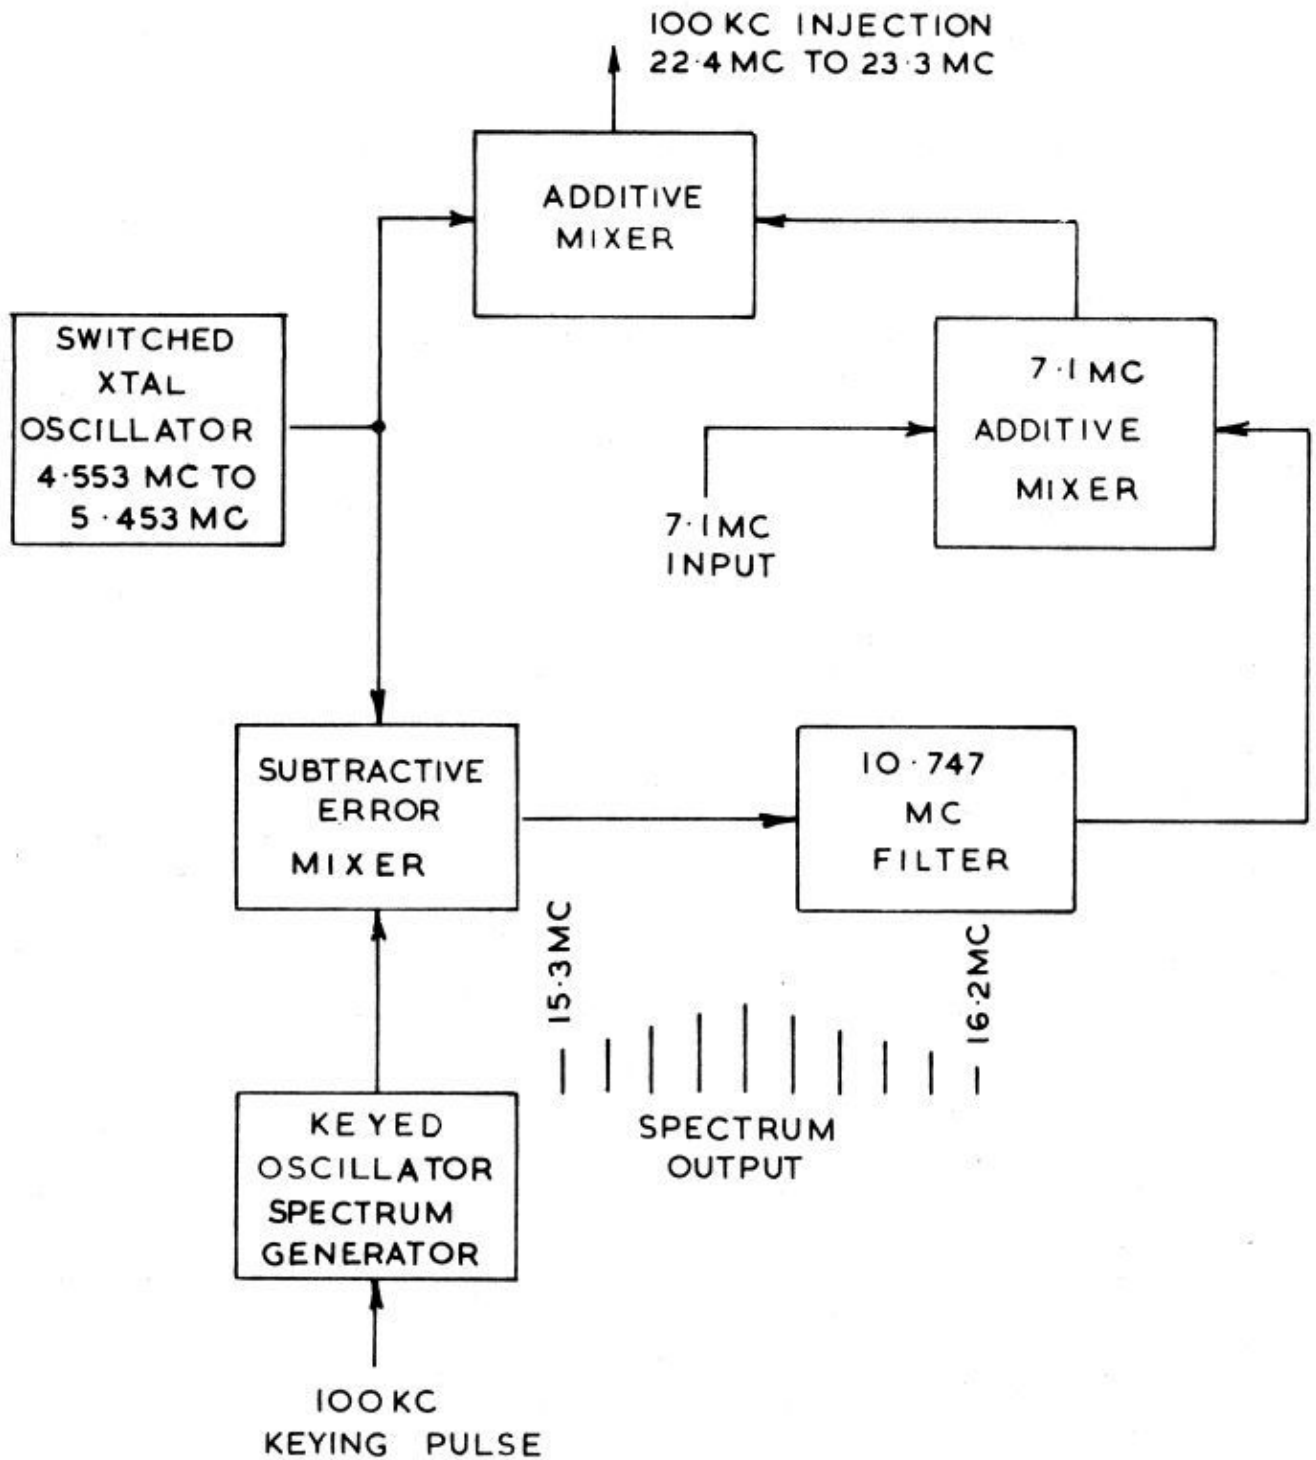 100 KC INJECTION
22.4 MC TO 23.3 MC
ADDITIVE
MIXER
SWITCHED
XTAL
OSCILLATOR
4.553 MC TO
5.453 MC
7.1 MC
ADDITIVE
MIXER
7.1 MC
INPUT
SUBTRACTIVE
ERROR
MIXER
10.747
MC
FILTER
15.3 MC
16.2 MC
SPECTRUM
OUTPUT
KEYED
OSCILLATOR
SPECTRUM
GENERATOR
100 KC
KEYING PULSE